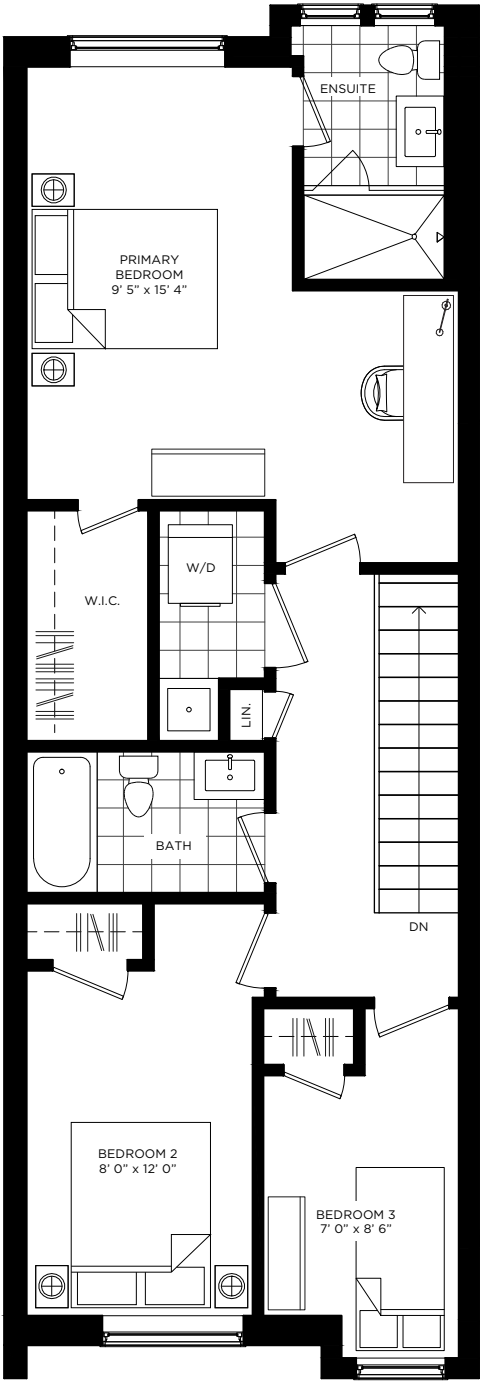 ENSUITE
PRIMARY
BEDROOM
9’ 5” x 15’ 4”
W/D
W.I.C.
LIN.
BATH
DN
BEDROOM 2
8’ 0” x 12’ 0”
BEDROOM 3
7’ 0” x 8’ 6”